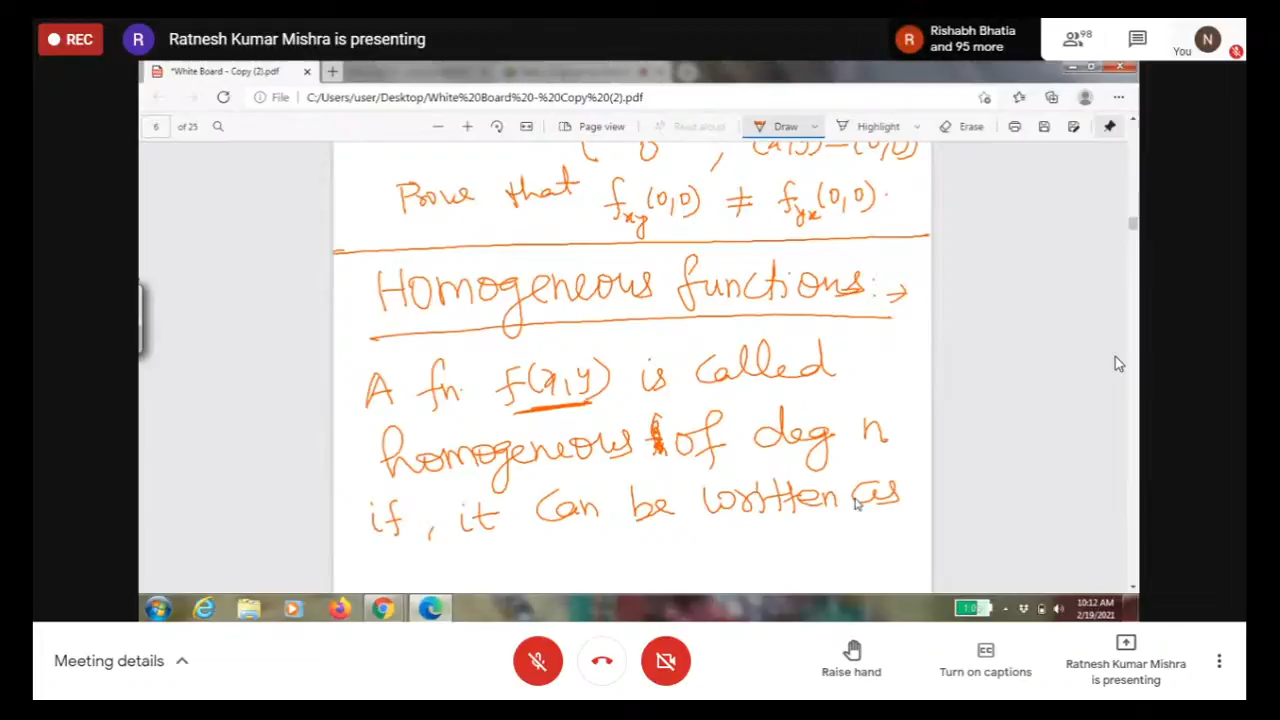 REC
R
Ratnesh Kumar Mishra is presenting
R
Rishabh Bhatia
and 95 more
98
You
N
*White Board - Copy (2).pdf
File
C:/Users/user/Desktop/White%20Board%20-%20Copy%20(2).pdf
6 of 25
Page view
Read aloud
Draw
Highlight
Erase
Prove that fxy(0,0) ≠ fyx(0,0).
Homogeneous functions:→
A fn. f(x,y) is called
homogeneous of deg n
if, it can be written as
10:12 AM
2/19/2021
Meeting details
Raise hand
Turn on captions
Ratnesh Kumar Mishra
is presenting